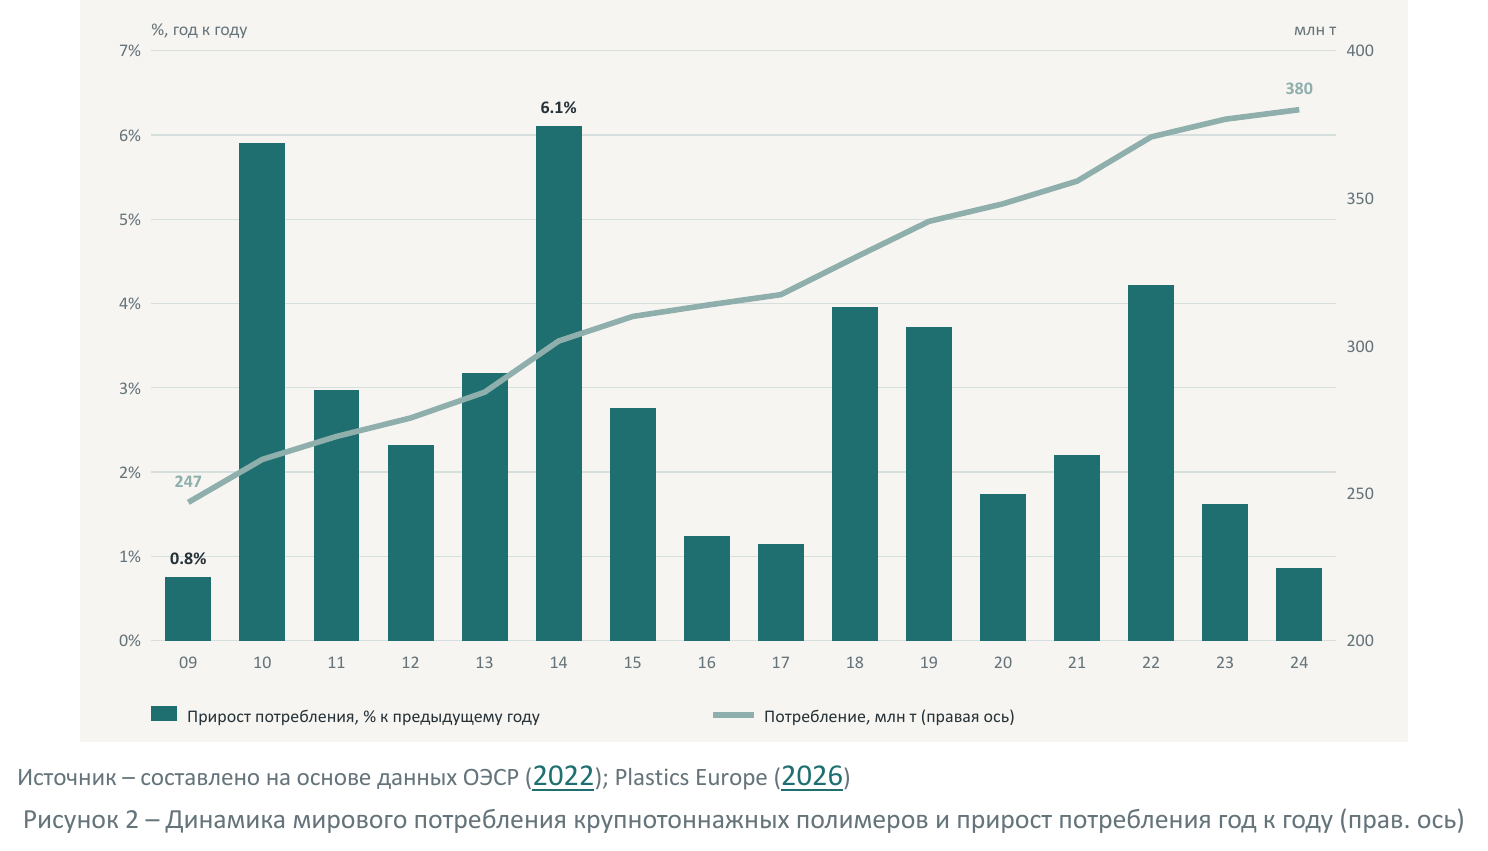 %, год к году млн т
7% 400
380
6.1%
6%
5% 350
4%
300
3%
2%
247 250
1%
0.8%
0% 200
09 10 11 12 13 14 15 16 17 18 19 20 21 22 23 24
Прирост потребления, % к предыдущему году Потребление, млн т (правая ось)
Источник – составлено на основе данных ОЭСР (2022); Plastics Europe (2026)
Рисунок 2 – Динамика мирового потребления крупнотоннажных полимеров и прирост потребления год к году (прав. ось)